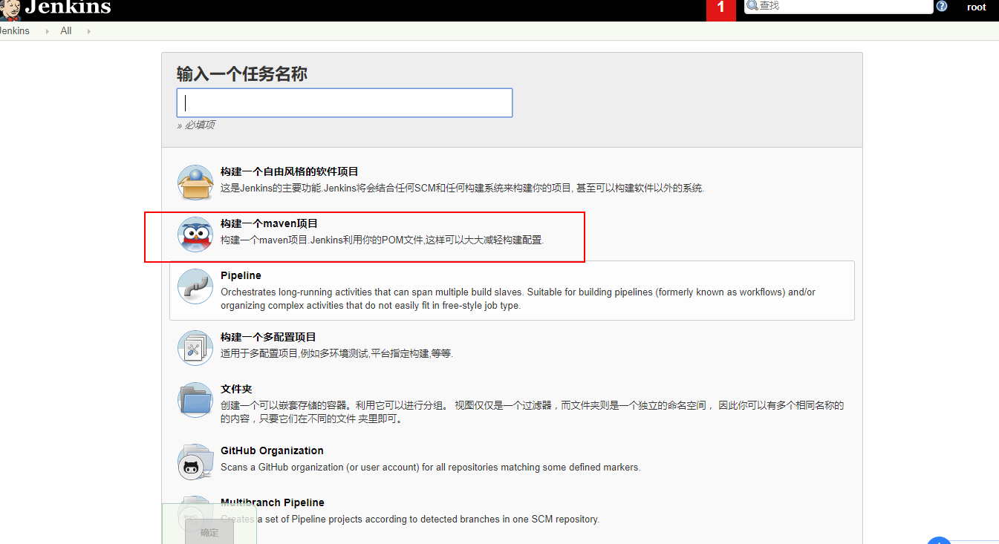 Jenkins
1
查找
root
Jenkins
All
输入一个任务名称
» 必填项
构建一个自由风格的软件项目
这是Jenkins的主要功能.Jenkins将会结合任何SCM和任何构建系统来构建你的项目, 甚至可以构建软件以外的系统.
构建一个maven项目
构建一个maven项目.Jenkins利用你的POM文件,这样可以大大减轻构建配置.
Pipeline
Orchestrates long-running activities that can span multiple build slaves. Suitable for building pipelines (formerly known as workflows) and/or
organizing complex activities that do not easily fit in free-style job type.
构建一个多配置项目
适用于多配置项目,例如多环境测试,平台指定构建,等等.
文件夹
创建一个可以嵌套存储的容器。利用它可以进行分组。 视图仅仅是一个过滤器，而文件夹则是一个独立的命名空间， 因此你可以有多个相同名称的
的内容，只要它们在不同的文件 夹里即可。
GitHub Organization
Scans a GitHub organization (or user account) for all repositories matching some defined markers.
Multibranch Pipeline
Creates a set of Pipeline projects according to detected branches in one SCM repository.
确定